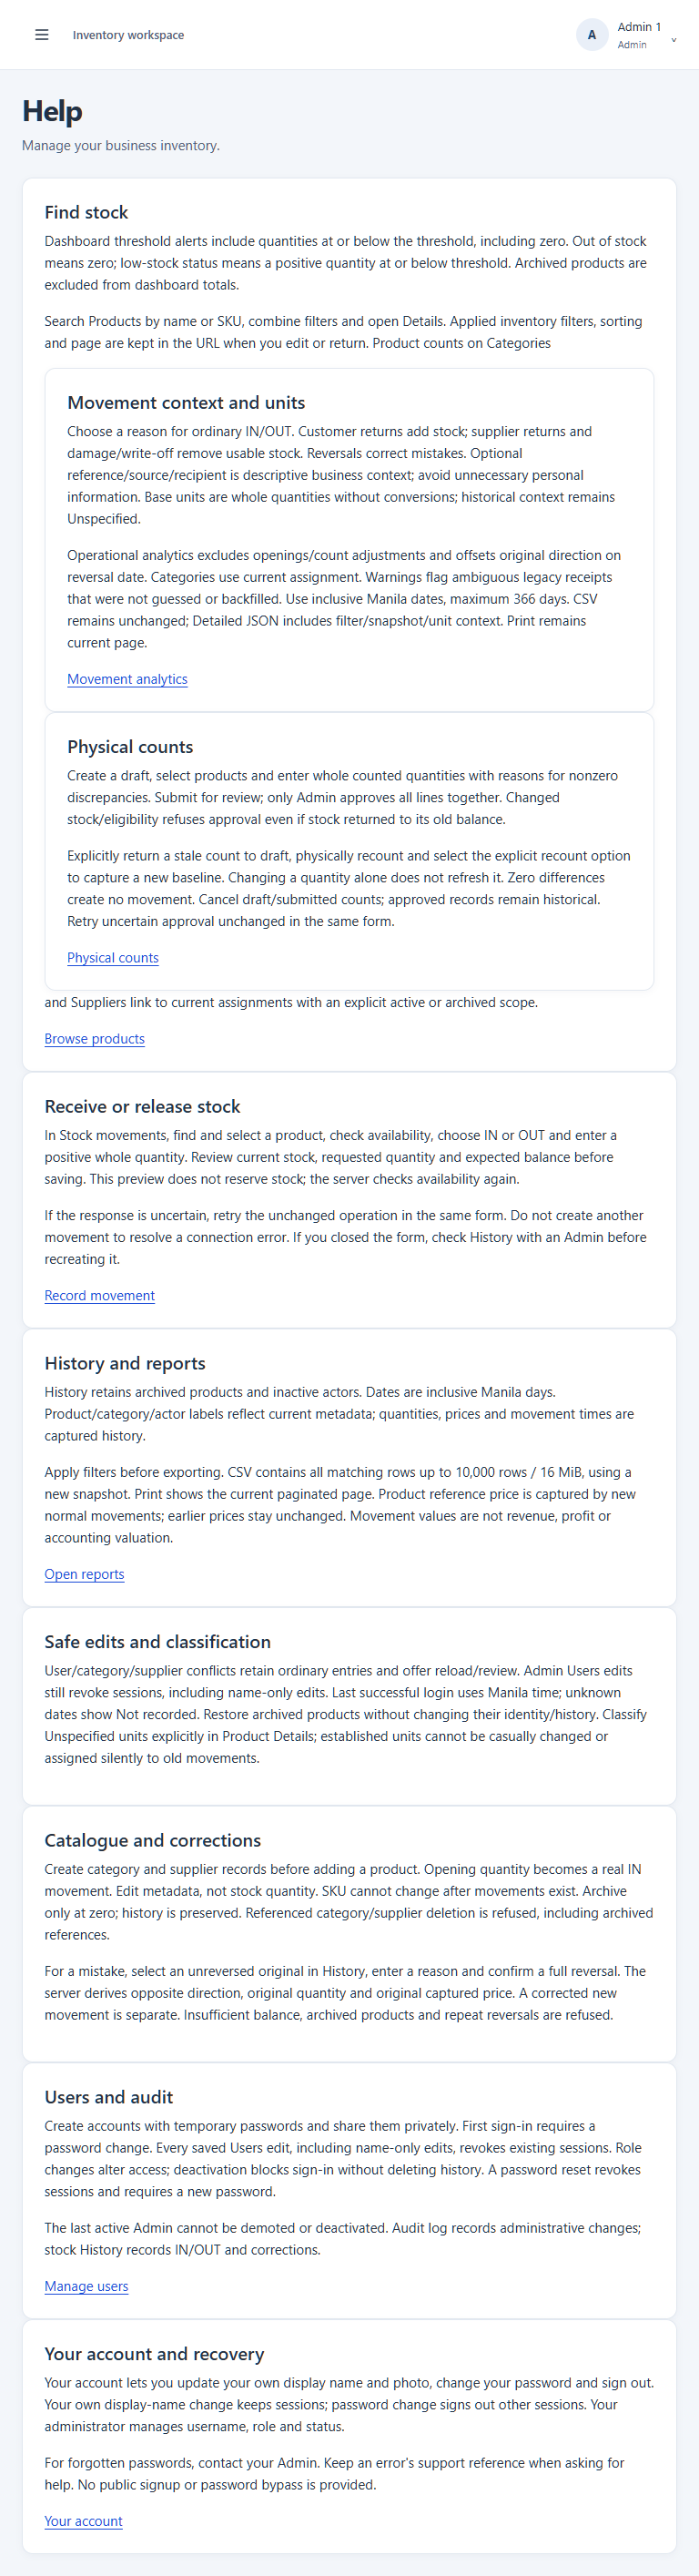 Inventory workspace
A
Admin 1
Admin
Help
Manage your business inventory.
Find stock
Dashboard threshold alerts include quantities at or below the threshold, including zero. Out of stock
means zero; low-stock status means a positive quantity at or below threshold. Archived products are
excluded from dashboard totals.
Search Products by name or SKU, combine filters and open Details. Applied inventory filters, sorting
and page are kept in the URL when you edit or return. Product counts on Categories
Movement context and units
Choose a reason for ordinary IN/OUT. Customer returns add stock; supplier returns and
damage/write-off remove usable stock. Reversals correct mistakes. Optional
reference/source/recipient is descriptive business context; avoid unnecessary personal
information. Base units are whole quantities without conversions; historical context remains
Unspecified.
Operational analytics excludes openings/count adjustments and offsets original direction on
reversal date. Categories use current assignment. Warnings flag ambiguous legacy receipts
that were not guessed or backfilled. Use inclusive Manila dates, maximum 366 days. CSV
remains unchanged; Detailed JSON includes filter/snapshot/unit context. Print remains
current page.
Movement analytics
Physical counts
Create a draft, select products and enter whole counted quantities with reasons for nonzero
discrepancies. Submit for review; only Admin approves all lines together. Changed
stock/eligibility refuses approval even if stock returned to its old balance.
Explicitly return a stale count to draft, physically recount and select the explicit recount option
to capture a new baseline. Changing a quantity alone does not refresh it. Zero differences
create no movement. Cancel draft/submitted counts; approved records remain historical.
Retry uncertain approval unchanged in the same form.
Physical counts
and Suppliers link to current assignments with an explicit active or archived scope.
Browse products
Receive or release stock
In Stock movements, find and select a product, check availability, choose IN or OUT and enter a
positive whole quantity. Review current stock, requested quantity and expected balance before
saving. This preview does not reserve stock; the server checks availability again.
If the response is uncertain, retry the unchanged operation in the same form. Do not create another
movement to resolve a connection error. If you closed the form, check History with an Admin before
recreating it.
Record movement
History and reports
History retains archived products and inactive actors. Dates are inclusive Manila days.
Product/category/actor labels reflect current metadata; quantities, prices and movement times are
captured history.
Apply filters before exporting. CSV contains all matching rows up to 10,000 rows / 16 MiB, using a
new snapshot. Print shows the current paginated page. Product reference price is captured by new
normal movements; earlier prices stay unchanged. Movement values are not revenue, profit or
accounting valuation.
Open reports
Safe edits and classification
User/category/supplier conflicts retain ordinary entries and offer reload/review. Admin Users edits
still revoke sessions, including name-only edits. Last successful login uses Manila time; unknown
dates show Not recorded. Restore archived products without changing their identity/history. Classify
Unspecified units explicitly in Product Details; established units cannot be casually changed or
assigned silently to old movements.
Catalogue and corrections
Create category and supplier records before adding a product. Opening quantity becomes a real IN
movement. Edit metadata, not stock quantity. SKU cannot change after movements exist. Archive
only at zero; history is preserved. Referenced category/supplier deletion is refused, including archived
references.
For a mistake, select an unreversed original in History, enter a reason and confirm a full reversal. The
server derives opposite direction, original quantity and original captured price. A corrected new
movement is separate. Insufficient balance, archived products and repeat reversals are refused.
Users and audit
Create accounts with temporary passwords and share them privately. First sign-in requires a
password change. Every saved Users edit, including name-only edits, revokes existing sessions. Role
changes alter access; deactivation blocks sign-in without deleting history. A password reset revokes
sessions and requires a new password.
The last active Admin cannot be demoted or deactivated. Audit log records administrative changes;
stock History records IN/OUT and corrections.
Manage users
Your account and recovery
Your account lets you update your own display name and photo, change your password and sign out.
Your own display-name change keeps sessions; password change signs out other sessions. Your
administrator manages username, role and status.
For forgotten passwords, contact your Admin. Keep an error's support reference when asking for
help. No public signup or password bypass is provided.
Your account